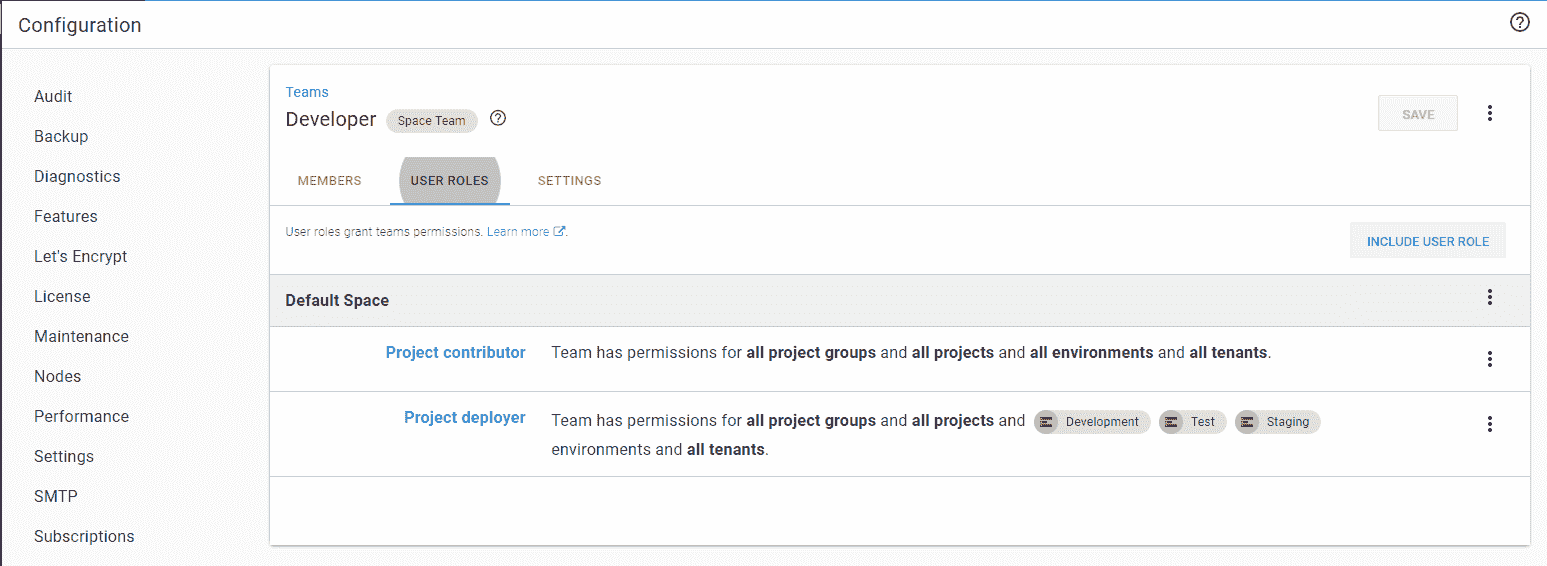 Configuration
Audit
Backup
Diagnostics
Features
Let's Encrypt
License
Maintenance
Nodes
Performance
Settings
SMTP
Subscriptions
Teams
Developer Space Team ?
SAVE
MEMBERS USER ROLES SETTINGS
User roles grant teams permissions. Learn more.
INCLUDE USER ROLE
Default Space
Project contributor Team has permissions for all project groups and all projects and all environments and all tenants.
Project deployer Team has permissions for all project groups and all projects and Development Test Staging
environments and all tenants.